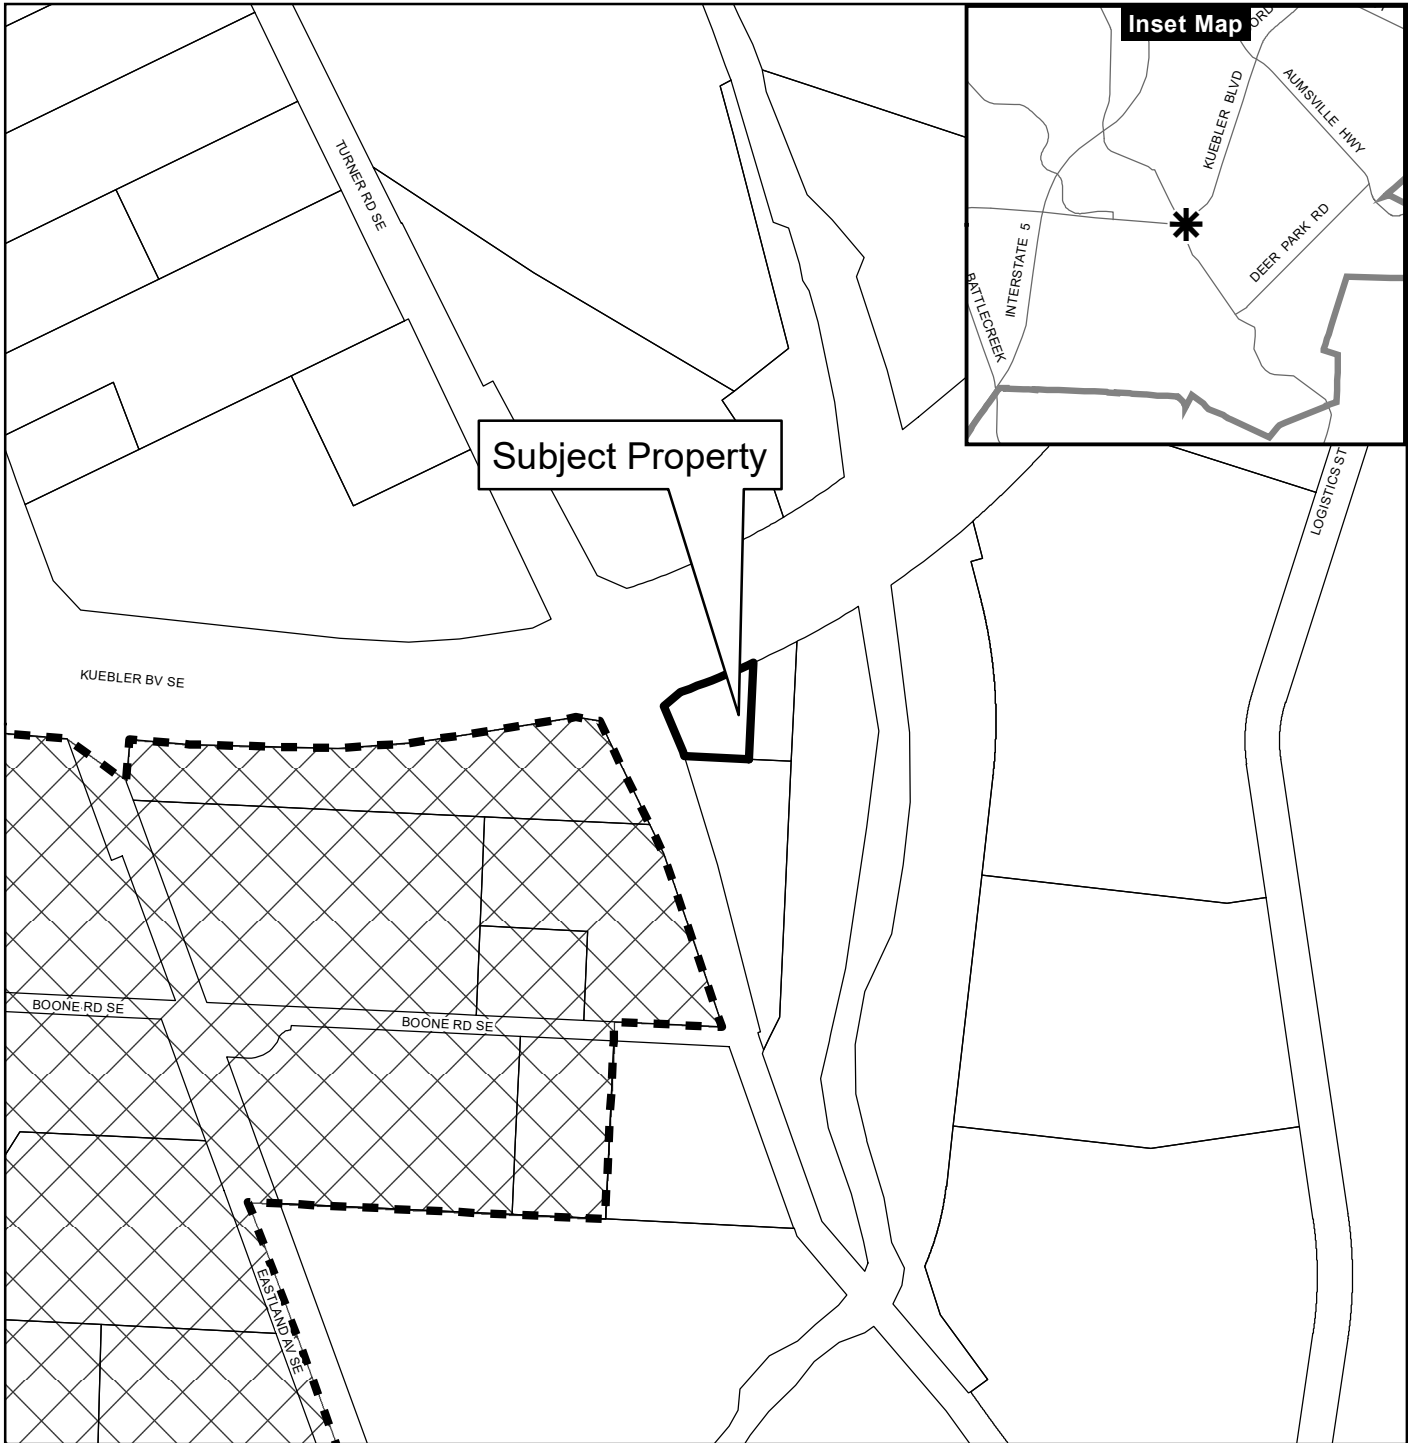 Inset Map
ORD
KUEBLER BLVD
AUMSVILLE HWY
TURNER RD SE
DEER PARK RD
INTERSTATE 5
BATTLECREEK
Subject Property
LOGISTICS ST
KUEBLER BV SE
BOONE RD SE
BOONE RD SE
EASTLAND AV SE